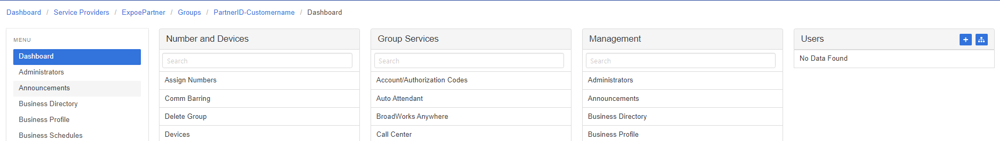 Dashboard / Service Providers / ExpoePartner / Groups / PartnerID-Customername / Dashboard
MENU
Dashboard
Administrators
Announcements
Business Directory
Business Profile
Business Schedules
Number and Devices
Search
Assign Numbers
Comm Barring
Delete Group
Devices
Group Services
Search
Account/Authorization Codes
Auto Attendant
BroadWorks Anywhere
Call Center
Management
Search
Administrators
Announcements
Business Directory
Business Profile
Users
No Data Found